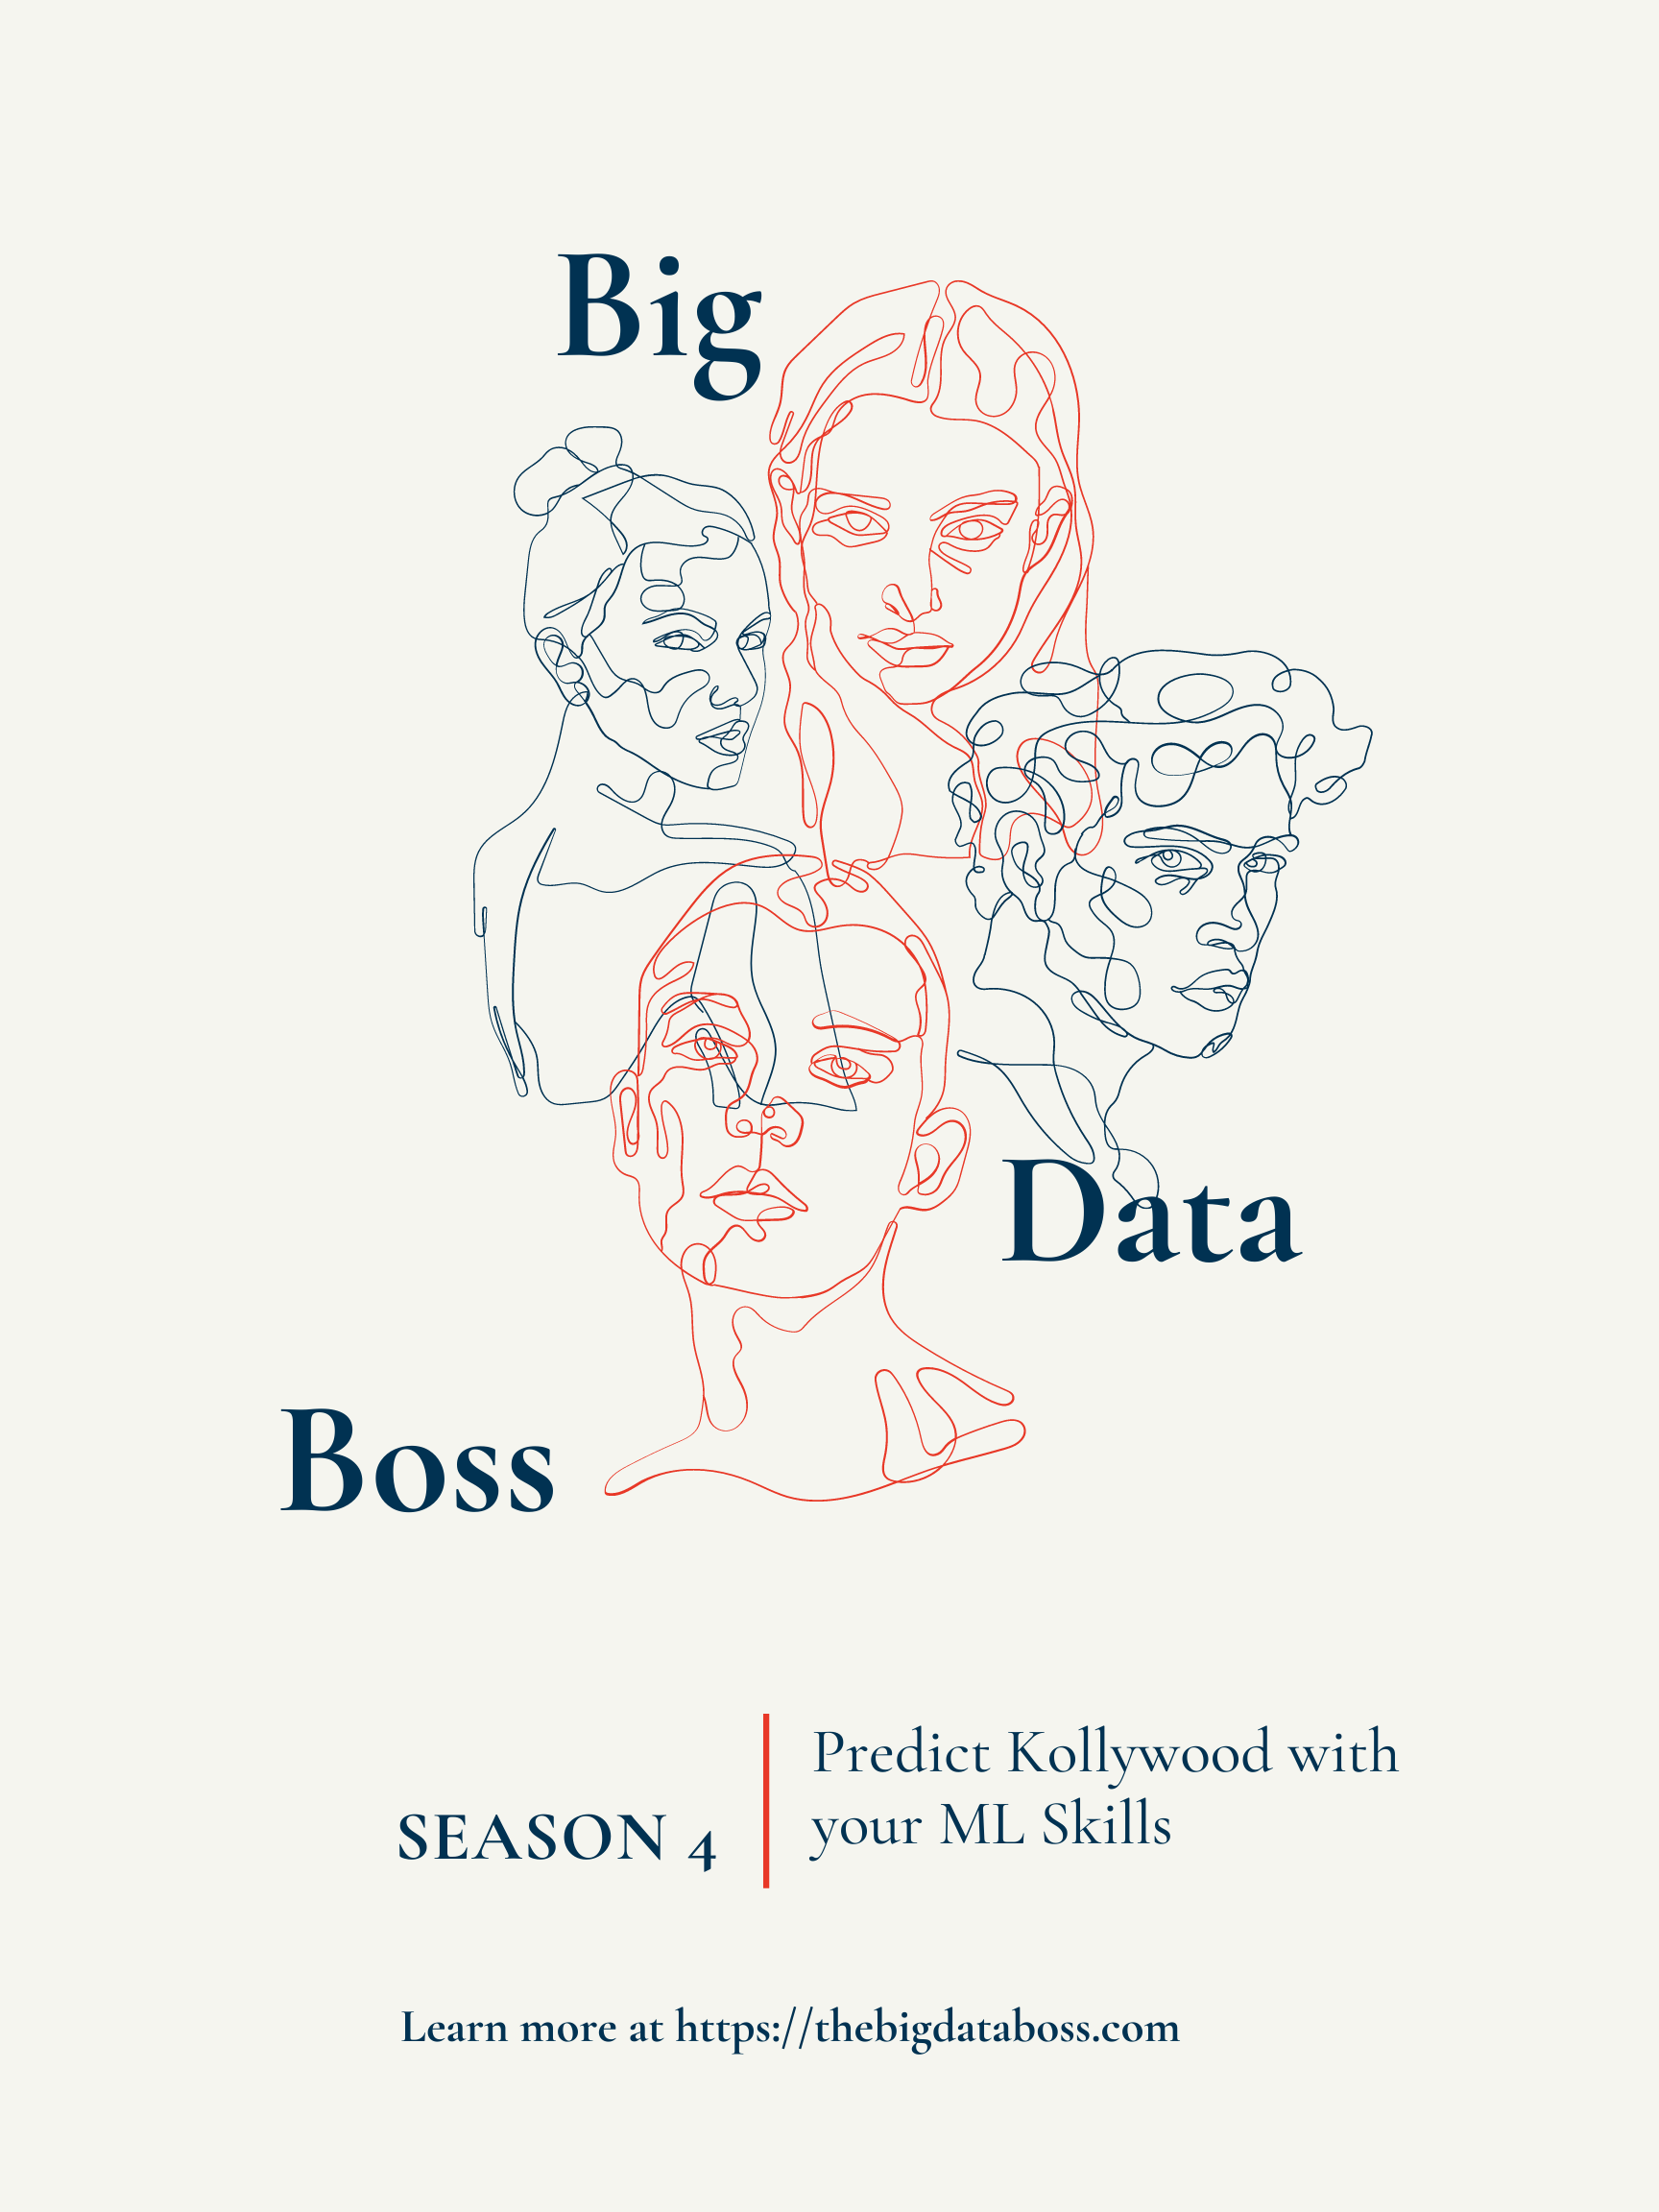 Big
Data
Boss
SEASON 4
Predict Kollywood with
your ML Skills
Learn more at https://thebigdataboss.com